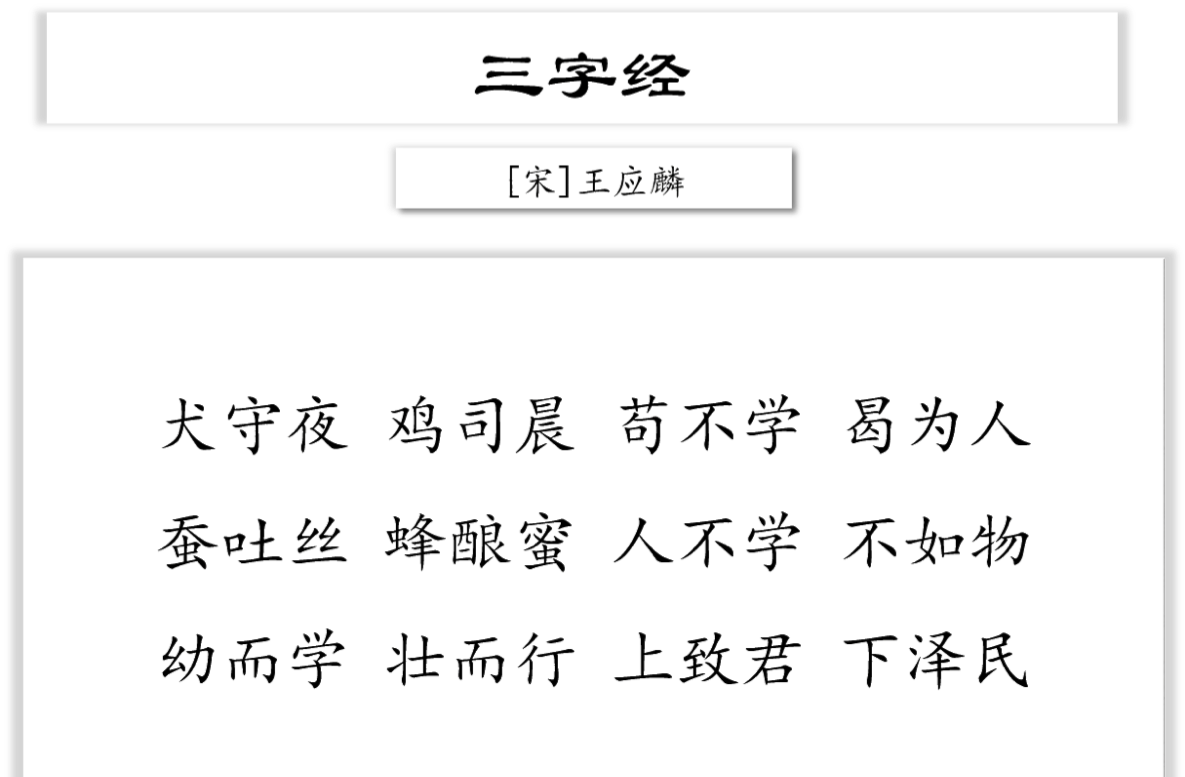 三字经
[宋]王应麟
犬守夜 鸡司晨 苟不学 曷为人
蚕吐丝 蜂酿蜜 人不学 不如物
幼而学 壮而行 上致君 下泽民